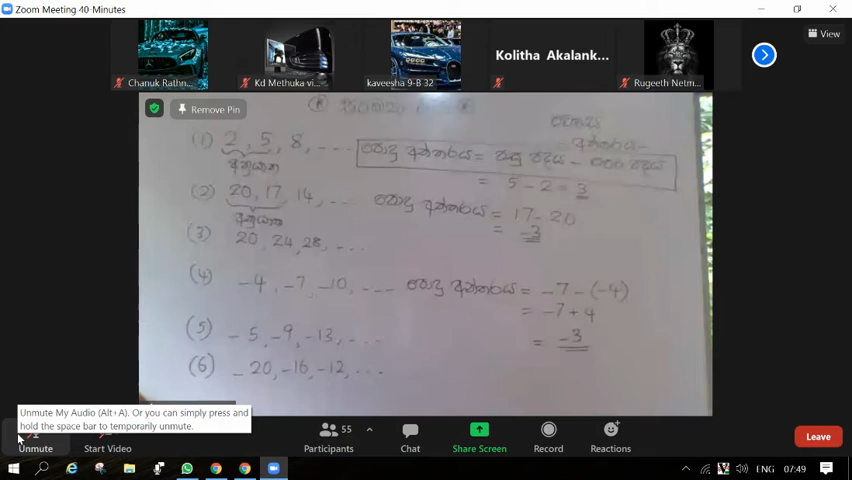 Zoom Meeting 40-Minutes
View
Chanuk Rathn...
Kd Methuka vi...
kaveesha 9-B 32
Kolitha Akalank...
Rugeeth Netm...
Remove Pin
(1) 2, 5, 8, ... පොදු අන්තරය =
= 5 - 2 = 3
(2) 20, 17, 14, ... පොදු අන්තරය = 17 - 20
= -3
(3) 20, 24, 28, ...
(4) -4, -7, -10, ... පොදු අන්තරය = -7 - (-4)
= -7 + 4
= -3
(5) -5, -9, -13, ...
(6) -20, -16, -12, ...
Unmute My Audio (Alt+A). Or you can simply press and
hold the space bar to temporarily unmute.
Unmute
Start Video
55
Participants
Chat
Share Screen
Record
Reactions
Leave
ENG
07:49